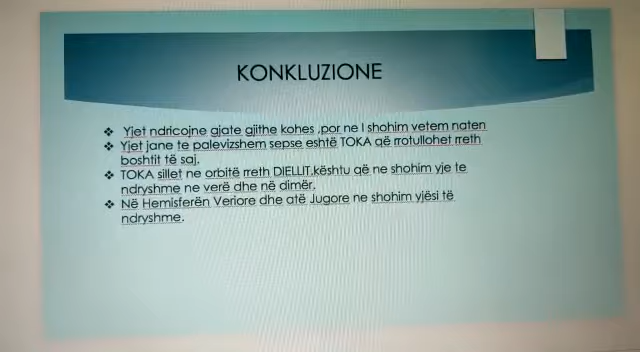 KONKLUZIONE
❖ Yjet ndricojne gjate gjithe kohes ,por ne I shohim vetem naten
❖ Yjet jane te palevizshem sepse eshtë TOKA që rrotullohet rreth
boshtit të saj.
❖ TOKA sillet ne orbitë rreth DIELLIT,kështu që ne shohim yje te
ndryshme ne verë dhe në dimër.
❖ Në Hemisferën Veriore dhe atë Jugore ne shohim yjësi të
ndryshme.